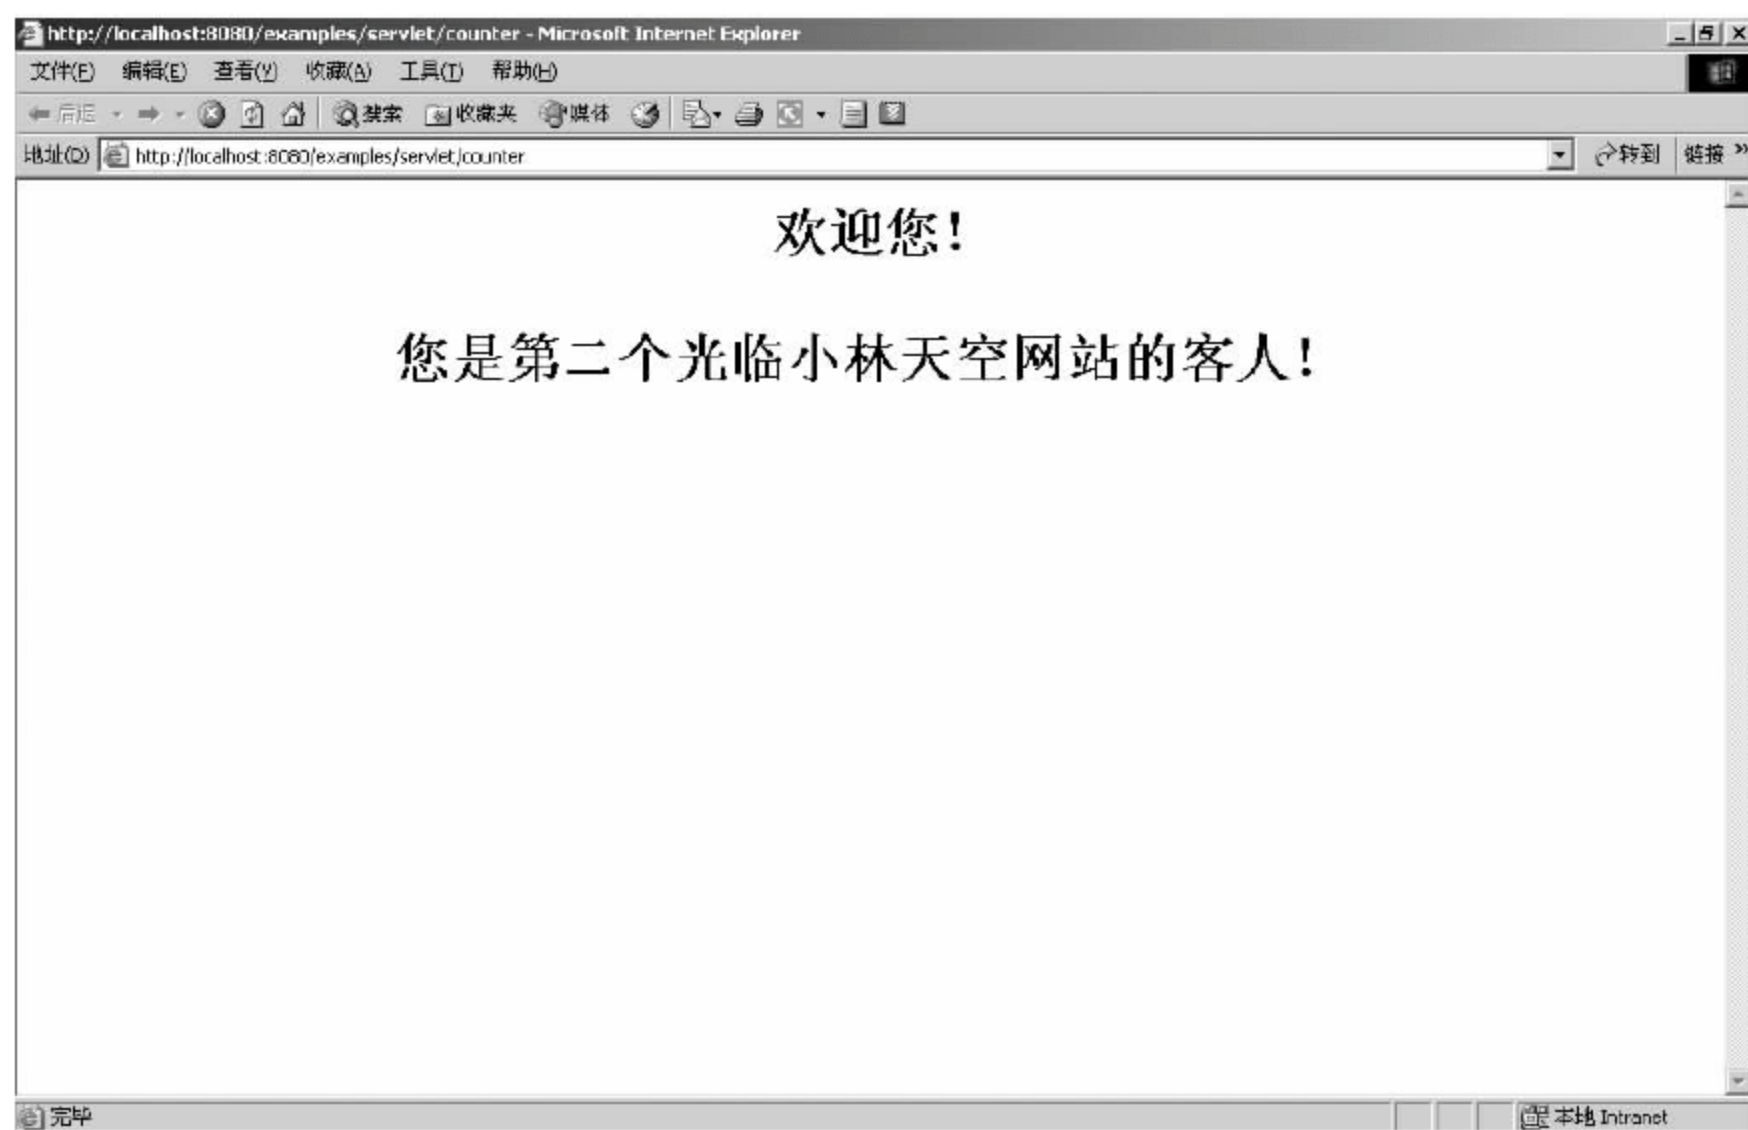 http://localhost:8080/examples/servlet/counter - Microsoft Internet Explorer
文件(F) 编辑(E) 查看(V) 收藏(A) 工具(T) 帮助(H)
后退 搜索 收藏夹 媒体
地址(D) http://localhost:8080/examples/servlet/counter 转到 链接 »
欢迎您!
您是第二个光临小林天空网站的客人!
完毕 本地 Intranet